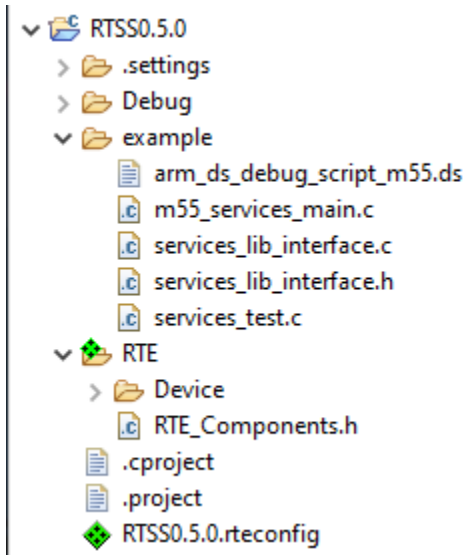 RTSS0.5.0
.settings
Debug
example
arm_ds_debug_script_m55.ds
m55_services_main.c
services_lib_interface.c
services_lib_interface.h
services_test.c
RTE
Device
RTE_Components.h
.cproject
.project
RTSS0.5.0.rteconfig